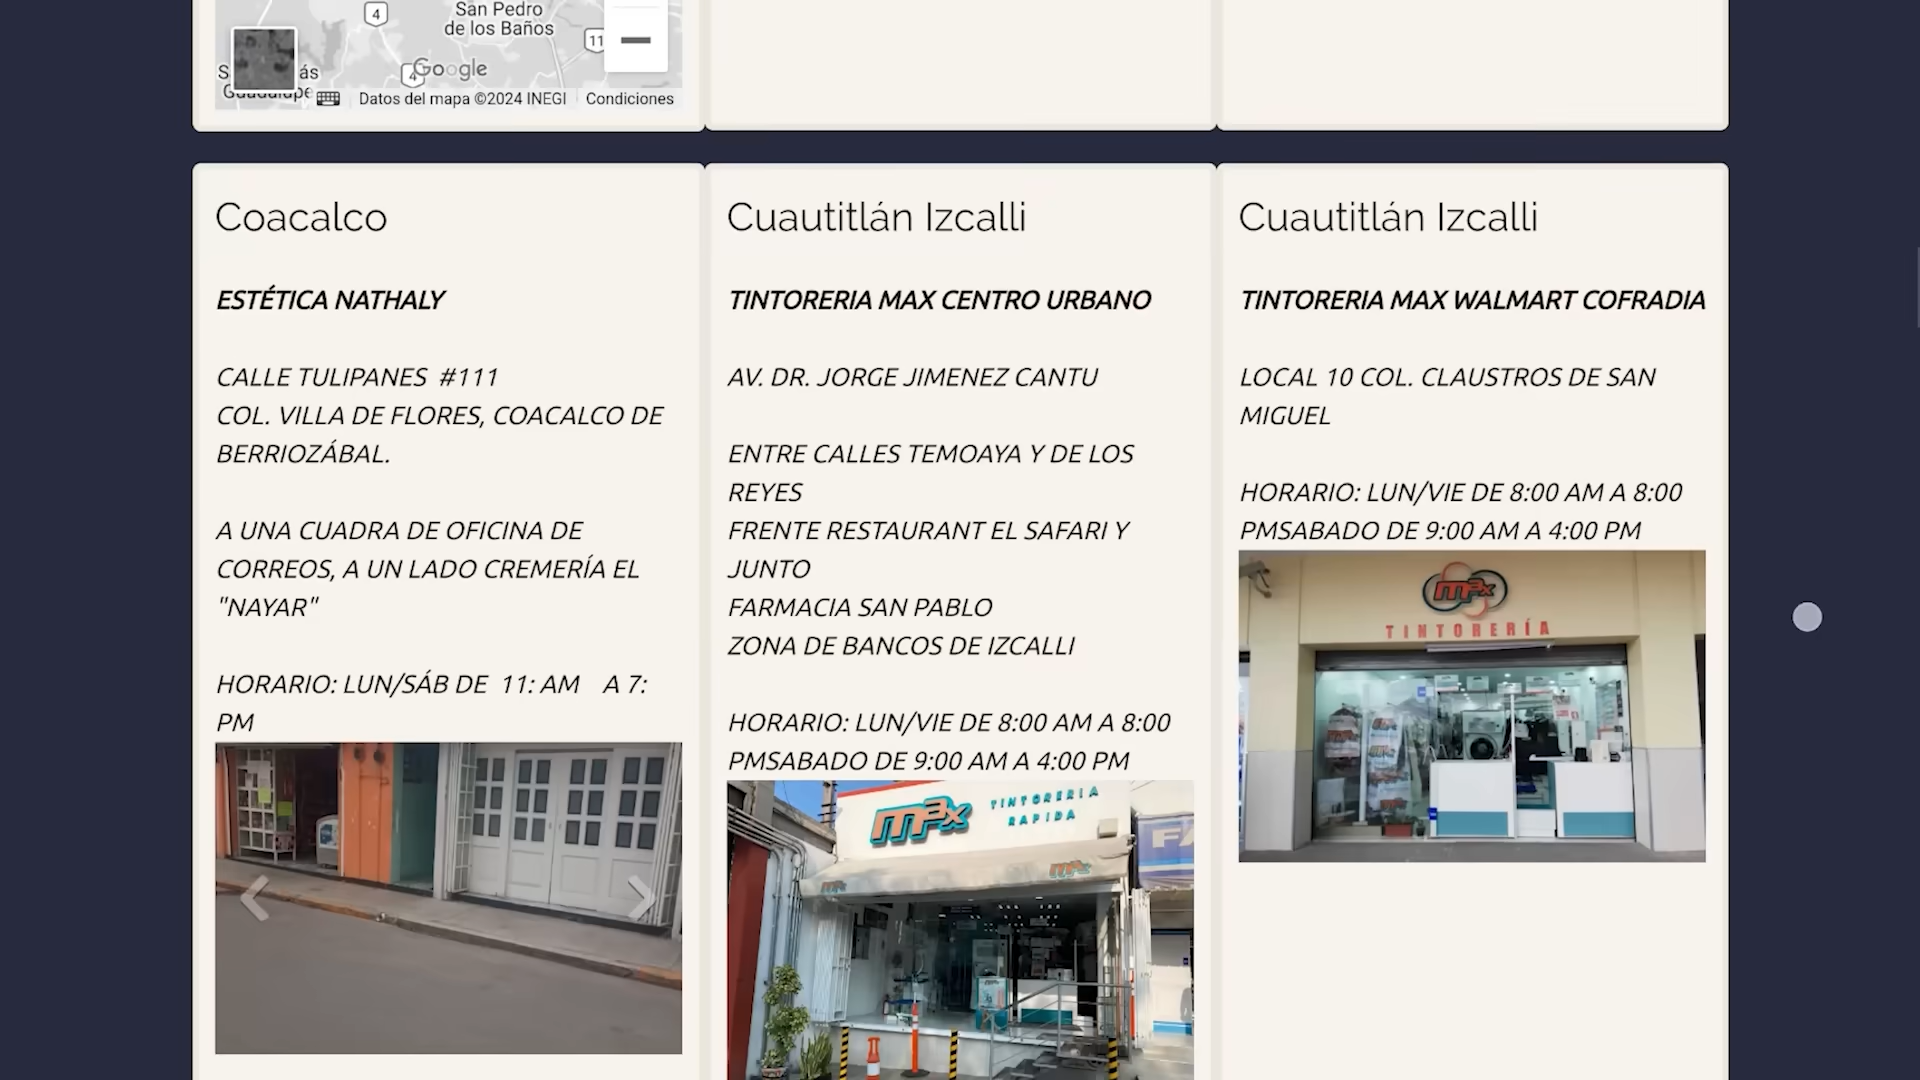 4
San Pedro
de los Baños
11
4
Google
Guadalupe
Datos del mapa ©2024 INEGI
Condiciones
Coacalco
ESTÉTICA NATHALY
CALLE TULIPANES #111
COL. VILLA DE FLORES, COACALCO DE
BERRIOZÁBAL.
A UNA CUADRA DE OFICINA DE
CORREOS, A UN LADO CREMERÍA EL
"NAYAR"
HORARIO: LUN/SÁB DE 11: AM A 7:
PM
Cuautitlán Izcalli
TINTORERIA MAX CENTRO URBANO
AV. DR. JORGE JIMENEZ CANTU
ENTRE CALLES TEMOAYA Y DE LOS
REYES
FRENTE RESTAURANT EL SAFARI Y
JUNTO
FARMACIA SAN PABLO
ZONA DE BANCOS DE IZCALLI
HORARIO: LUN/VIE DE 8:00 AM A 8:00
PMSABADO DE 9:00 AM A 4:00 PM
max
TINTORERIA
RAPIDA
Cuautitlán Izcalli
TINTORERIA MAX WALMART COFRADIA
LOCAL 10 COL. CLAUSTROS DE SAN
MIGUEL
HORARIO: LUN/VIE DE 8:00 AM A 8:00
PMSABADO DE 9:00 AM A 4:00 PM
max
TINTORERÍA